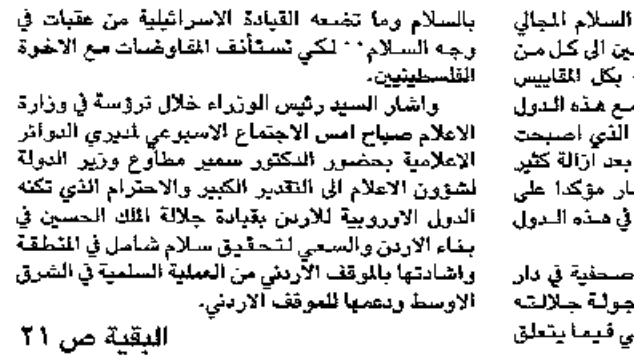 السلام المجالي
ين الى كل من
بكل المقاييس
مع هذه الدول
الذي اصبحت
بعد ازالة كثير
ار مؤكدا على
في هذه الدول
صحفية في دار
جولة جلالته
ي فيما يتعلق
بالسلام وما تضعه القيادة الاسرائيلية من عقبات في
وجه السلام ٠٠ لكي تستأنف المفاوضات مع الاخوة
الفلسطينيين.
واشار السيد رئيس الوزراء خلال ترؤسة في وزارة
الاعلام صباح امس الاجتماع الاسبوعي لمديري الدوائر
الاعلامية بحضور الدكتور سمير مطاوع وزير الدولة
لشؤون الاعلام الى التقدير الكبير والاحترام الذي تكنه
الدول الاوروبية للاردن بقيادة جلالة الملك الحسين في
بناء الاردن والسعي لتحقيق سلام شامل في المنطقة
واشادتها بالموقف الاردني من العملية السلمية في الشرق
الاوسط ودعمها للموقف الاردني.
البقية ص ٢١